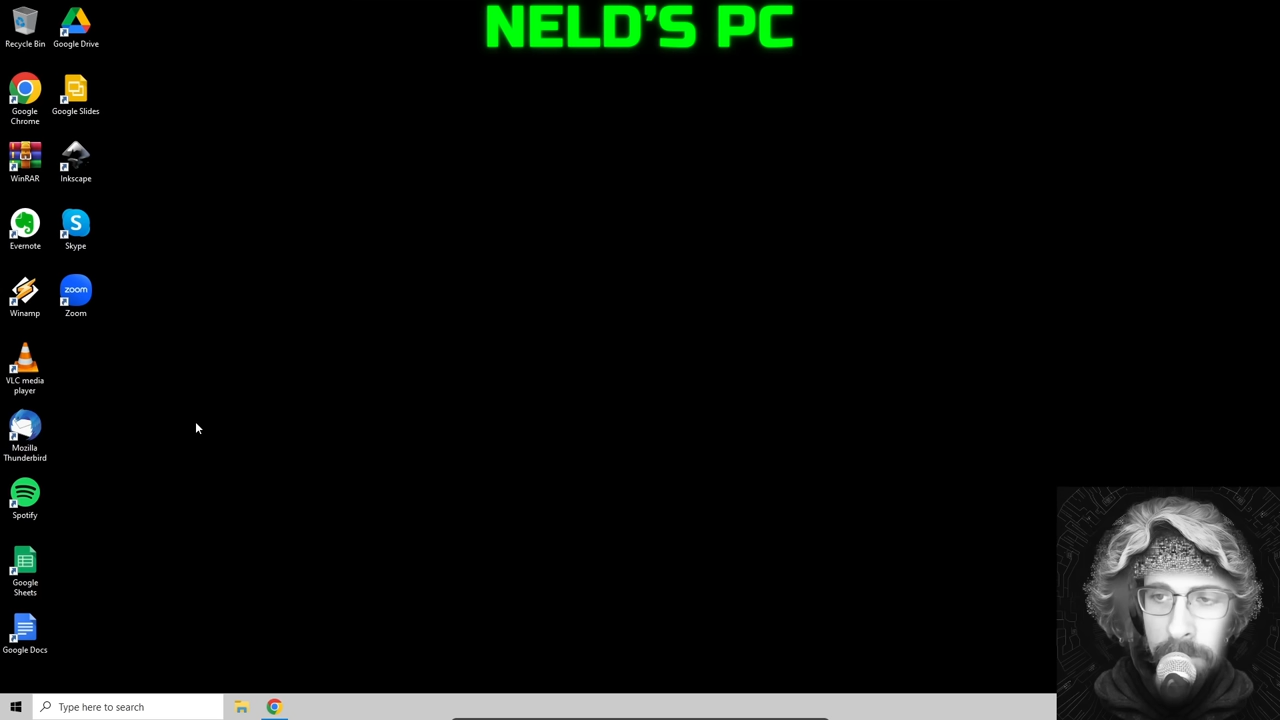 NELD'S PC
Recycle Bin
Google Drive
Google
Chrome
Google Slides
WinRAR
Inkscape
Evernote
S
Skype
Winamp
zoom
Zoom
VLC media
player
Mozilla
Thunderbird
Spotify
Google
Sheets
Google Docs
Type here to search